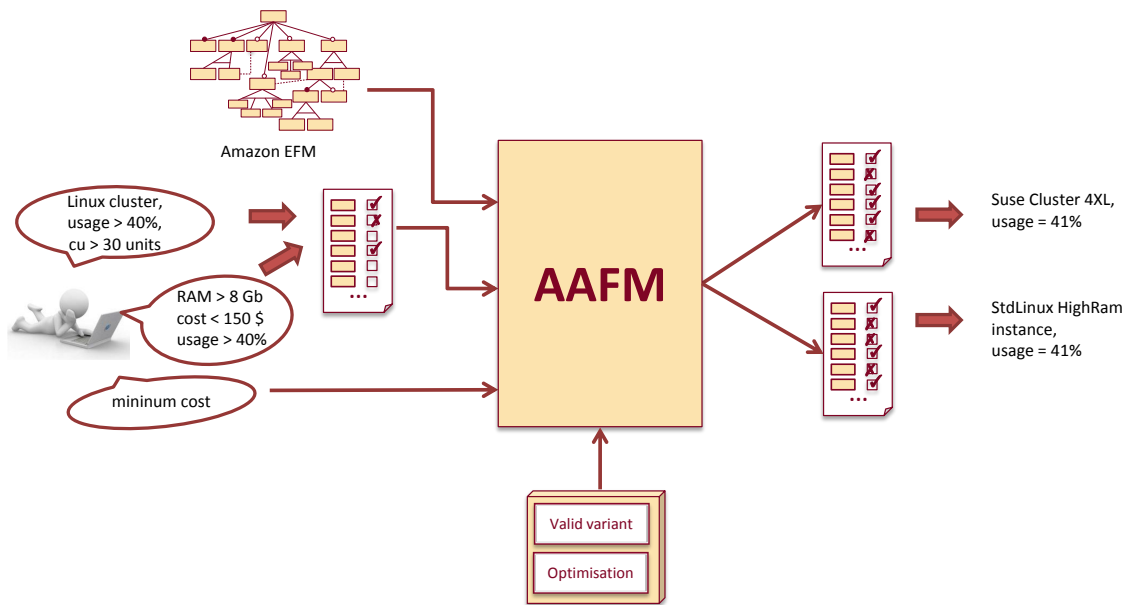 Amazon EFM
Linux cluster,
usage > 40%,
cu > 30 units
RAM > 8 Gb
cost < 150 $
usage > 40%
mininum cost
...
AAFM
Valid variant
Optimisation
...
Suse Cluster 4XL,
usage = 41%
...
StdLinux HighRam
instance,
usage = 41%